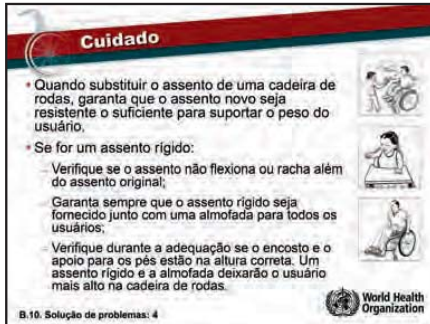 Cuidado
• Quando substituir o assento de uma cadeira de
rodas, garanta que o assento novo seja
resistente o suficiente para suportar o peso do
usuário.
• Se for um assento rígido:
– Verifique se o assento não flexiona ou racha além
do assento original;
– Garanta sempre que o assento rígido seja
fornecido junto com uma almofada para todos os
usuários;
– Verifique durante a adequação se o encosto e o
apoio para os pés estão na altura correta. Um
assento rígido e a almofada deixarão o usuário
mais alto na cadeira de rodas.
World Health
Organization
B.10. Solução de problemas: 4